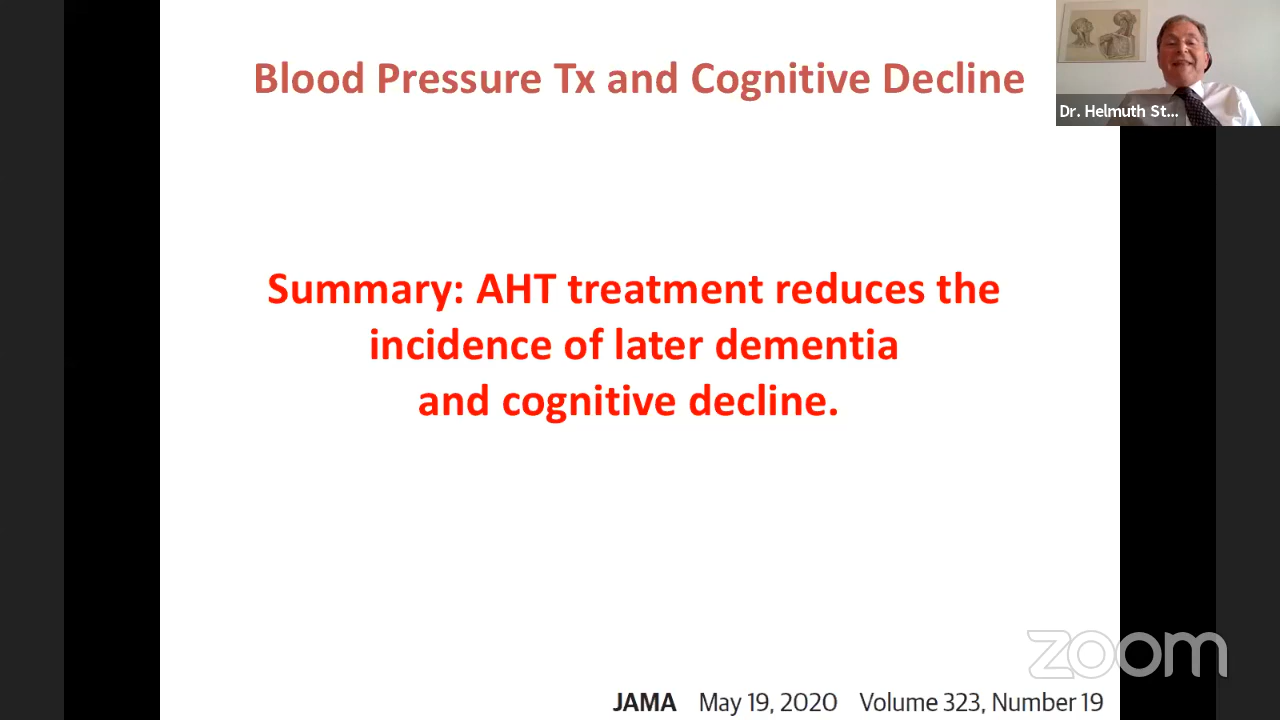 Blood Pressure Tx and Cognitive Decline
Dr. Helmuth St...
Summary: AHT treatment reduces the
incidence of later dementia
and cognitive decline.
zoom
JAMA May 19, 2020 Volume 323, Number 19